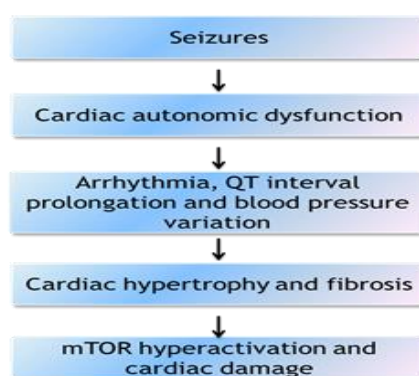 Seizures
Cardiac autonomic dysfunction
Arrhythmia, QT interval
prolongation and blood pressure
variation
Cardiac hypertrophy and fibrosis
mTOR hyperactivation and
cardiac damage